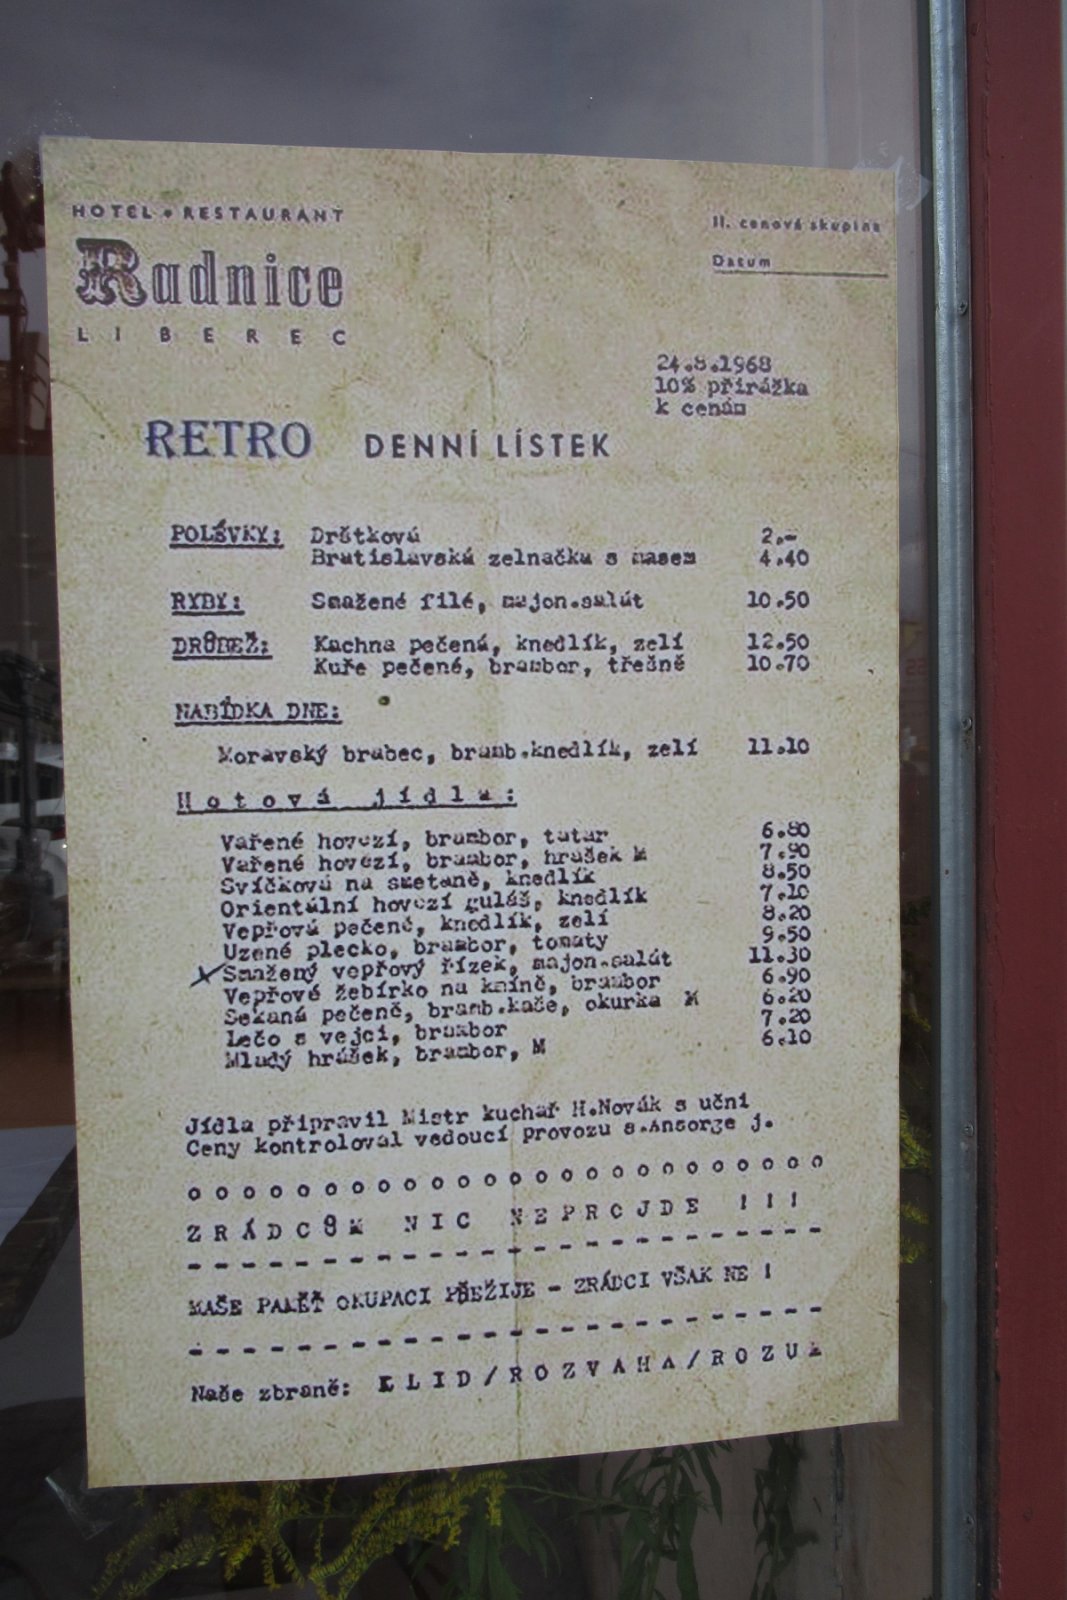 HOTEL • RESTAURANT
Radnice
LIBEREC
II. cenová skupina
Datum
24.8.1968
10% přirážka
k cenám
RETRO DENNÍ LÍSTEK
POLÉVKY: Drštková 2,-
Bratislavská zelnačka s masem 4.40
RYBY: Smažené filé, majon.salát 10.50
DRŮBEŽ: Kachna pečená, knedlík, zelí 12.50
Kuře pečené, brambor, třešně 10.70
NABÍDKA DNE:
Moravský brabec, bramb.knedlík, zelí 11.10
Hotová jídla:
Vařené hovězí, brambor, tatar 6.80
Vařené hovězí, brambor, hrášek M 7.90
Svíčková na smetaně, knedlík 8.50
Orientální hovězí guláš, knedlík 7.10
Vepřová pečeně, knedlík, zelí 8.20
Uzené plecko, brambor, tomaty 9.50
Smažený vepřový řízek, majon.salát 11.30
Vepřové žebírko na kmíně, brambor 6.90
Sekaná pečeně, bramb.kaše, okurka M 6.20
Lečo s vejci, brambor 7.20
Mladý hrášek, brambor, M 6.10
Jídla připravil Mistr kuchař H.Novák s učni
Ceny kontroloval vedoucí provozu s.Ansorge j.
o o o o o o o o o o o o o o o o o o o o o o o o
ZRÁDCŮM NIC NEPROJDE !!!
- - - - - - - - - - - - - - - - - - - - - - - -
NAŠE PAMĚŤ OKUPACI PŘEŽIJE - ZRÁDCI VŠAK NE !
- - - - - - - - - - - - - - - - - - - - - - - -
Naše zbraně: KLID/ROZVAHA/ROZUM